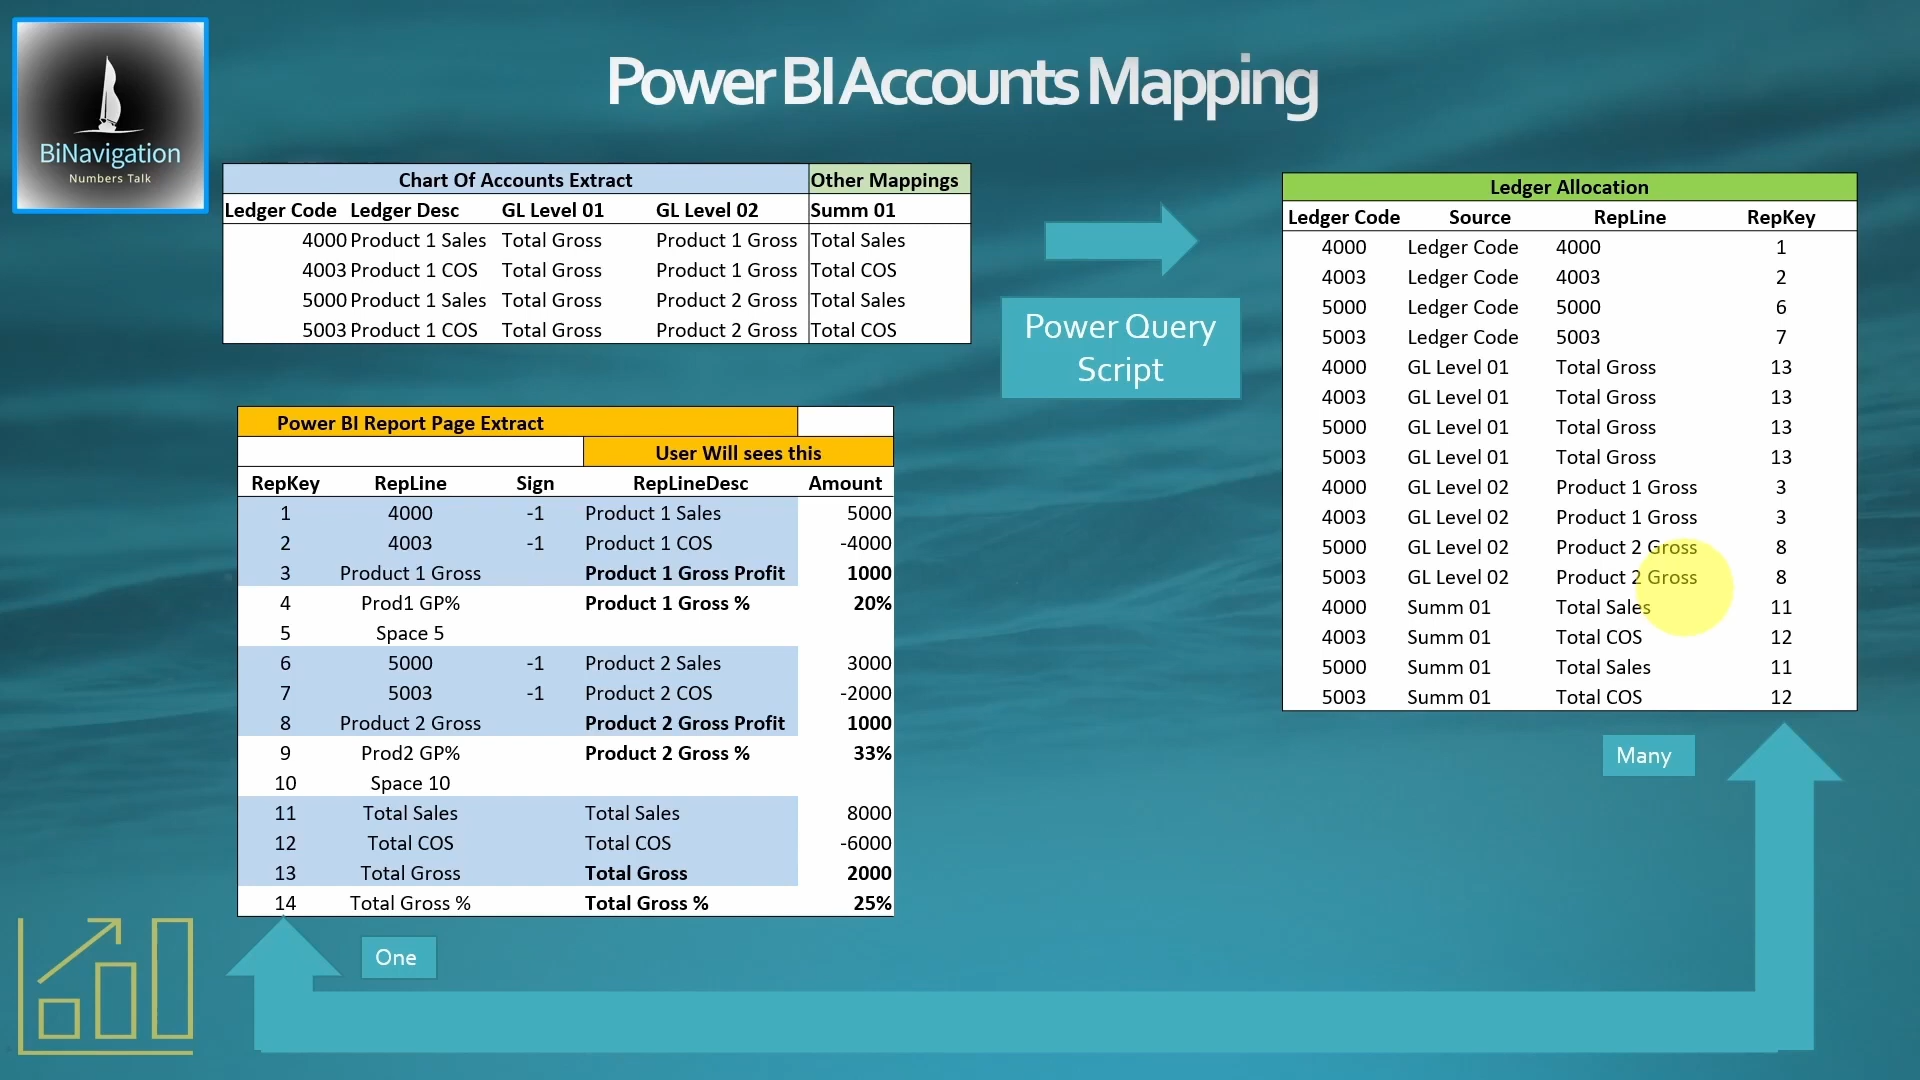 BiNavigation
Numbers Talk
Power BI Accounts Mapping
Chart Of Accounts Extract Other Mappings
Ledger Code Ledger Desc GL Level 01 GL Level 02 Summ 01
4000 Product 1 Sales Total Gross Product 1 Gross Total Sales
4003 Product 1 COS Total Gross Product 1 Gross Total COS
5000 Product 1 Sales Total Gross Product 2 Gross Total Sales
5003 Product 1 COS Total Gross Product 2 Gross Total COS
Power Query
Script
Power BI Report Page Extract
User Will sees this
RepKey RepLine Sign RepLineDesc Amount
1 4000 -1 Product 1 Sales 5000
2 4003 -1 Product 1 COS -4000
3 Product 1 Gross Product 1 Gross Profit 1000
4 Prod1 GP% Product 1 Gross % 20%
5 Space 5
6 5000 -1 Product 2 Sales 3000
7 5003 -1 Product 2 COS -2000
8 Product 2 Gross Product 2 Gross Profit 1000
9 Prod2 GP% Product 2 Gross % 33%
10 Space 10
11 Total Sales Total Sales 8000
12 Total COS Total COS -6000
13 Total Gross Total Gross 2000
14 Total Gross % Total Gross % 25%
One
Ledger Allocation
Ledger Code Source RepLine RepKey
4000 Ledger Code 4000 1
4003 Ledger Code 4003 2
5000 Ledger Code 5000 6
5003 Ledger Code 5003 7
4000 GL Level 01 Total Gross 13
4003 GL Level 01 Total Gross 13
5000 GL Level 01 Total Gross 13
5003 GL Level 01 Total Gross 13
4000 GL Level 02 Product 1 Gross 3
4003 GL Level 02 Product 1 Gross 3
5000 GL Level 02 Product 2 Gross 8
5003 GL Level 02 Product 2 Gross 8
4000 Summ 01 Total Sales 11
4003 Summ 01 Total COS 12
5000 Summ 01 Total Sales 11
5003 Summ 01 Total COS 12
Many